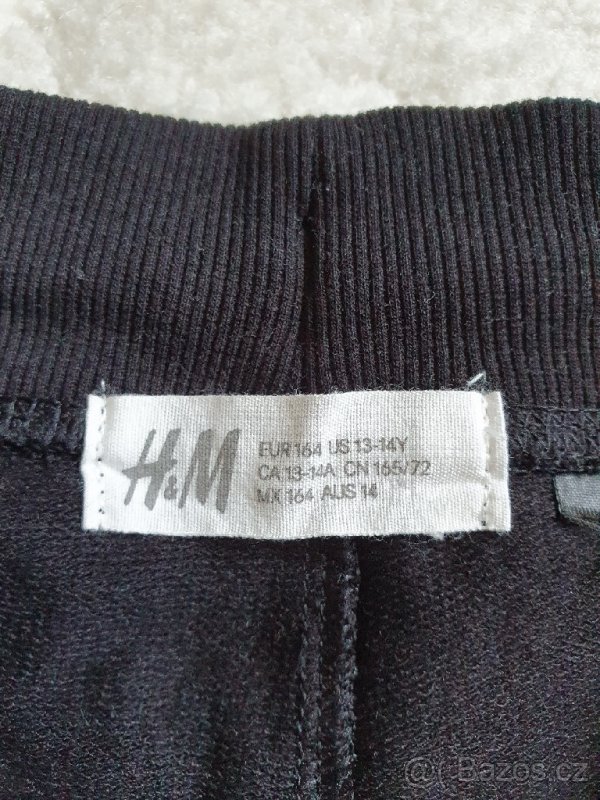 H&M
EUR 164 US 13-14Y
CA 13-14A CN 165/72
MX 164 AUS 14
Bazos.cz